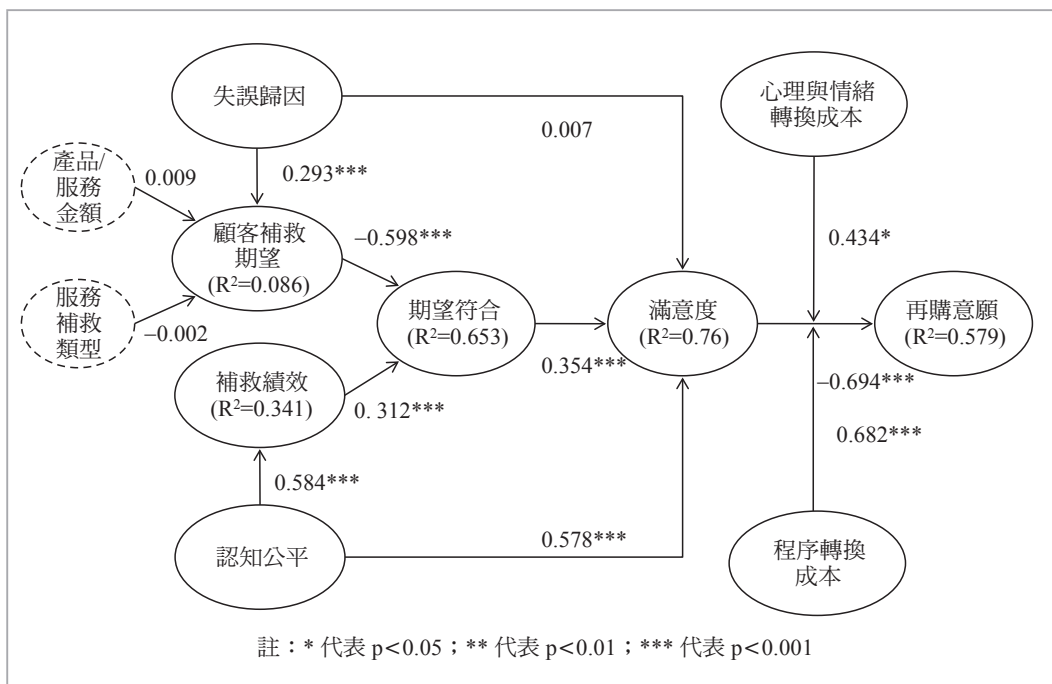 失誤歸因
心理與情緒
轉換成本
0.007
產品/
服務
金額
0.009
0.293***
顧客補救
期望
(R²=0.086)
−0.598***
0.434*
服務
補救
類型
−0.002
期望符合
(R²=0.653)
滿意度
(R²=0.76)
再購意願
(R²=0.579)
0.354***
−0.694***
補救績效
(R²=0.341)
0. 312***
0.682***
0.584***
認知公平
0.578***
程序轉換
成本
註：* 代表 p<0.05；** 代表 p<0.01；*** 代表 p<0.001